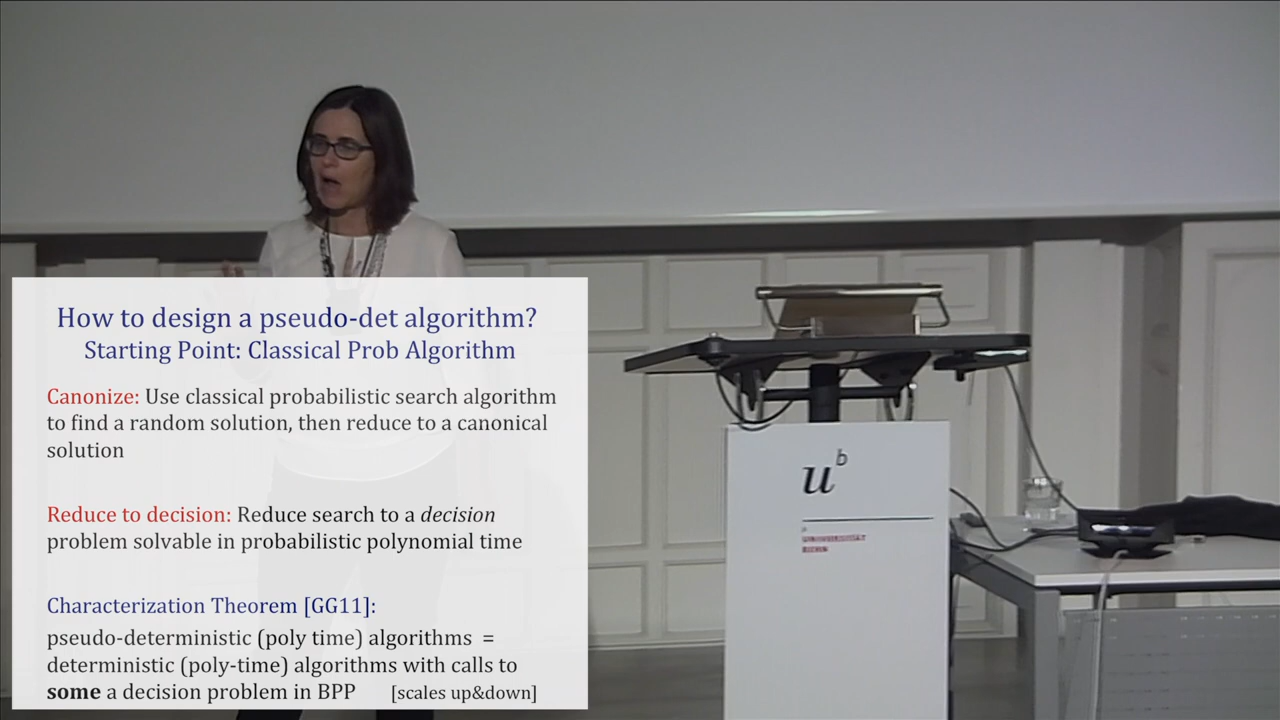 How to design a pseudo-det algorithm?
Starting Point: Classical Prob Algorithm
Canonize: Use classical probabilistic search algorithm
to find a random solution, then reduce to a canonical
solution
Reduce to decision: Reduce search to a decision
problem solvable in probabilistic polynomial time
Characterization Theorem [GG11]:
pseudo-deterministic (poly time) algorithms =
deterministic (poly-time) algorithms with calls to
some a decision problem in BPP [scales up&down]
u b
UNIVERSITÄT
BERN